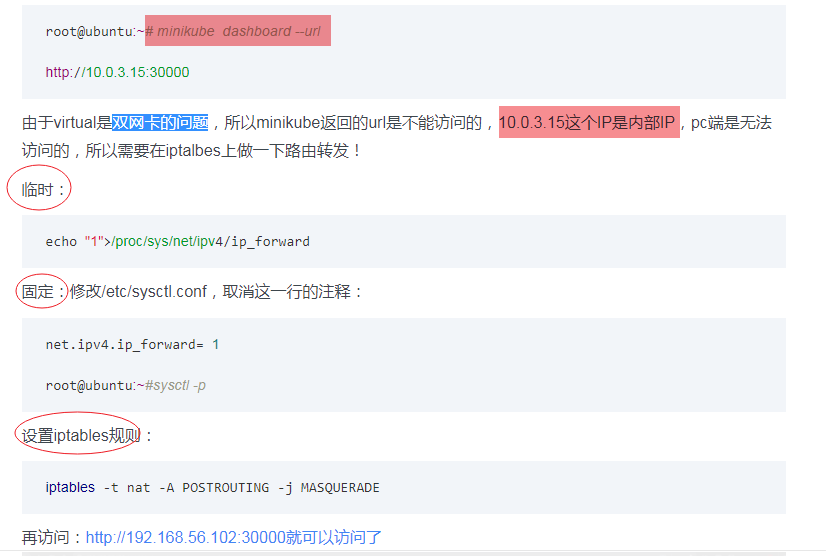 root@ubuntu:~# minikube  dashboard --url
http://10.0.3.15:30000
由于virtual是双网卡的问题，所以minikube返回的url是不能访问的，10.0.3.15这个IP是内部IP，pc端是无法
访问的，所以需要在iptalbes上做一下路由转发！
临时：
echo "1">/proc/sys/net/ipv4/ip_forward
固定：修改/etc/sysctl.conf，取消这一行的注释：
net.ipv4.ip_forward= 1
root@ubuntu:~#sysctl -p
设置iptables规则：
iptables -t nat -A POSTROUTING -j MASQUERADE
再访问：http://192.168.56.102:30000就可以访问了